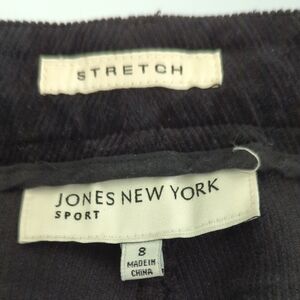 STRETCH
JONES NEW YORK
SPORT
8
MADE IN
CHINA